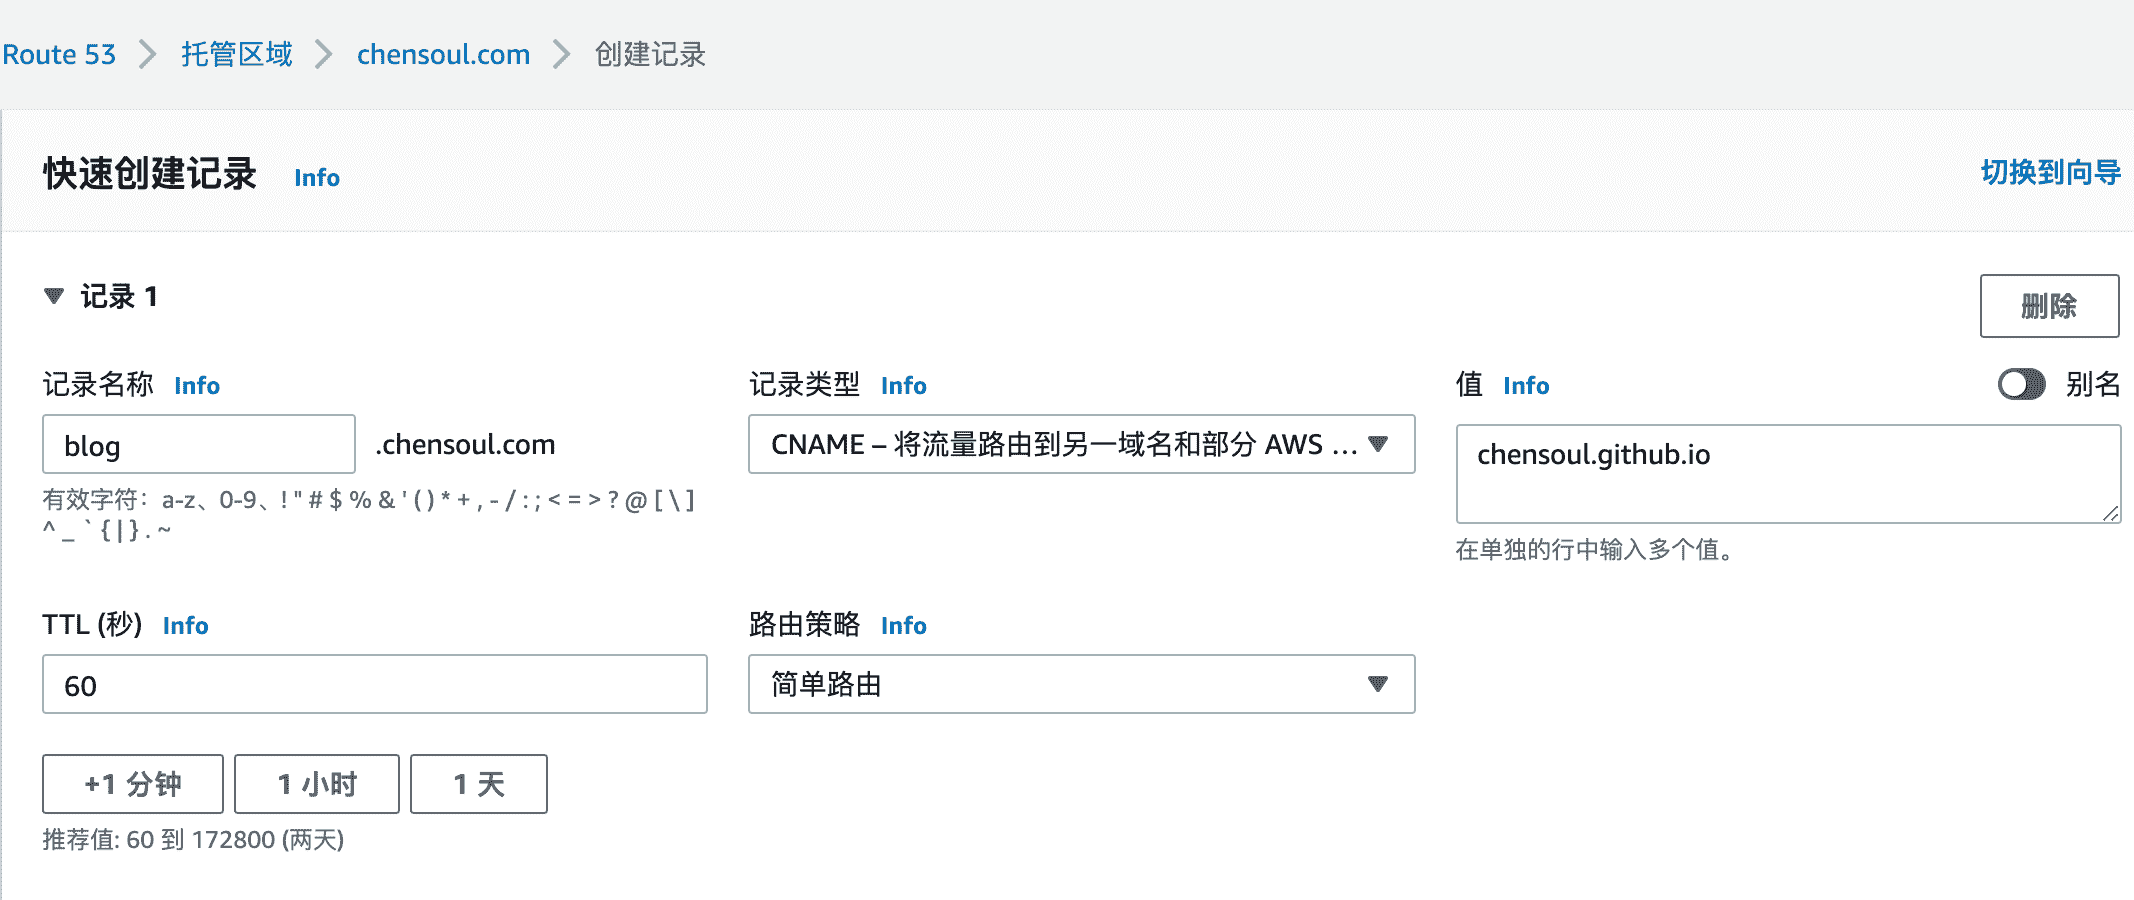 Route 53 > 托管区域 > chensoul.com > 创建记录
快速创建记录 Info
切换到向导
记录 1
删除
记录名称 Info
blog .chensoul.com
有效字符：a-z、0-9、! " # $ % & ' ( ) * + , - / : ; < = > ? @ [ \ ]
^ _ ` { | } . ~
记录类型 Info
CNAME – 将流量路由到另一域名和部分 AWS ...
值 Info
别名
chensoul.github.io
在单独的行中输入多个值。
TTL (秒) Info
60
+1 分钟
1 小时
1 天
推荐值: 60 到 172800 (两天)
路由策略 Info
简单路由